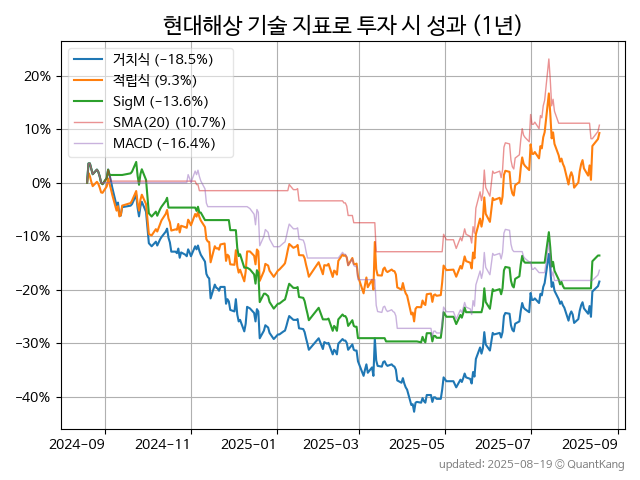 현대해상 기술 지표로 투자 시 성과 (1년)
거치식 (−18.5%)
적립식 (9.3%)
SigM (−13.6%)
SMA(20) (10.7%)
MACD (−16.4%)
20%
10%
0%
−10%
−20%
−30%
−40%
2024-09 2024-11 2025-01 2025-03 2025-05 2025-07 2025-09
updated: 2025-08-19 © QuantKang